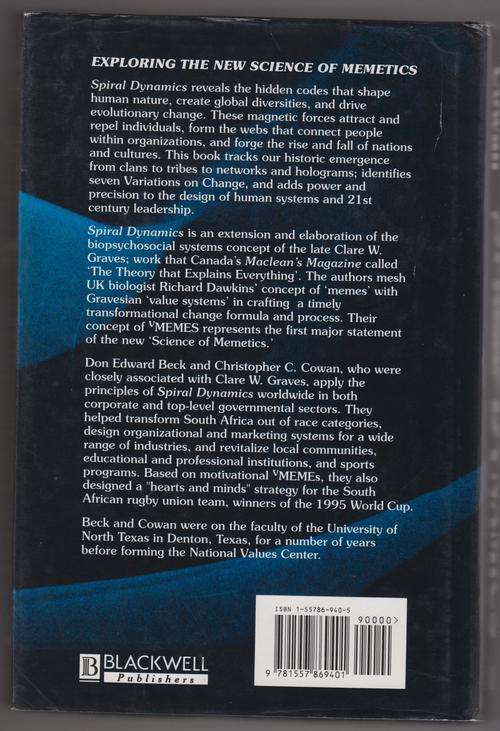 EXPLORING THE NEW SCIENCE OF MEMETICS
Spiral Dynamics reveals the hidden codes that shape
human nature, create global diversities, and drive
evolutionary change. These magnetic forces attract and
repel individuals, form the webs that connect people
within organizations, and forge the rise and fall of nations
and cultures. This book tracks our historic emergence
from clans to tribes to networks and holograms; identifies
seven Variations on Change, and adds power and
precision to the design of human systems and 21st
century leadership.
Spiral Dynamics is an extension and elaboration of the
biopsychosocial systems concept of the late Clare W.
Graves; work that Canada's Maclean's Magazine called
'The Theory that Explains Everything'. The authors mesh
UK biologist Richard Dawkins' concept of 'memes' with
Gravesian 'value systems' in crafting a timely
transformational change formula and process. Their
concept of ᵛMEMES represents the first major statement
of the new 'Science of Memetics.'
Don Edward Beck and Christopher C. Cowan, who were
closely associated with Clare W. Graves, apply the
principles of Spiral Dynamics worldwide in both
corporate and top-level governmental sectors. They
helped transform South Africa out of race categories,
design organizational and marketing systems for a wide
range of industries, and revitalize local communities,
educational and professional institutions, and sports
programs. Based on motivational ᵛMEMEs, they also
designed a "hearts and minds" strategy for the South
African rugby union team, winners of the 1995 World Cup.
Beck and Cowan were on the faculty of the University of
North Texas in Denton, Texas, for a number of years
before forming the National Values Center.
ISBN 1-55786-940-5
90000>
9 781557 869401
B BLACKWELL
Publishers